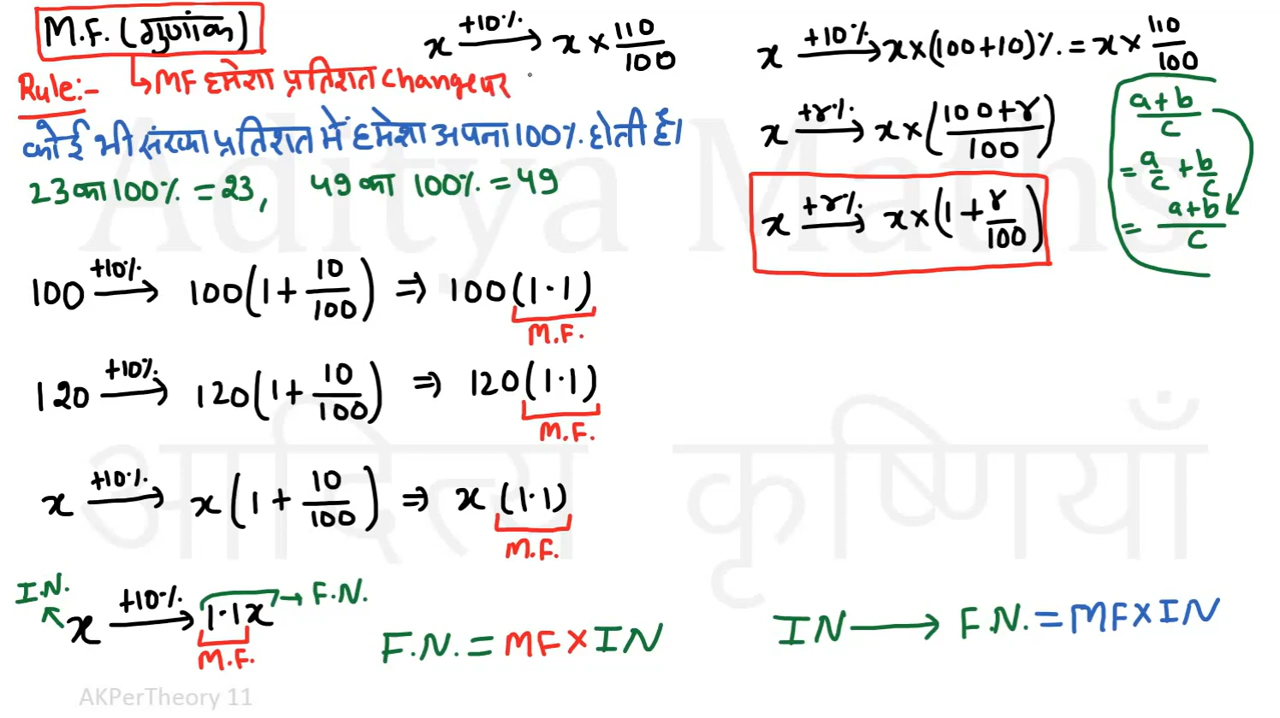 M.F. (गुणांक)
x +10% → x × 110/100
Rule:- ↳ MF हमेशा प्रतिशत change पर
कोई भी संख्या प्रतिशत में हमेशा अपना 100% होती है।
23 का 100% = 23, 49 का 100% = 49
100 +10% → 100(1 + 10/100) ⇒ 100(1.1)
M.F.
120 +10% → 120(1 + 10/100) ⇒ 120(1.1)
M.F.
x +10% → x(1 + 10/100) ⇒ x(1.1)
M.F.
I.N.
x +10% → 1.1x → F.N.
M.F.
F.N. = MF × IN
x +10% → x × (100+10)% = x × 110/100
x +r% → x × ((100+r)/100)
x +r% → x × (1 + r/100)
(a+b)/c
= a/c + b/c
= (a+b)/c
IN → F.N. = MF × IN
Aditya Maths
आदित्य कृष्णियाँ
AKPerTheory 11